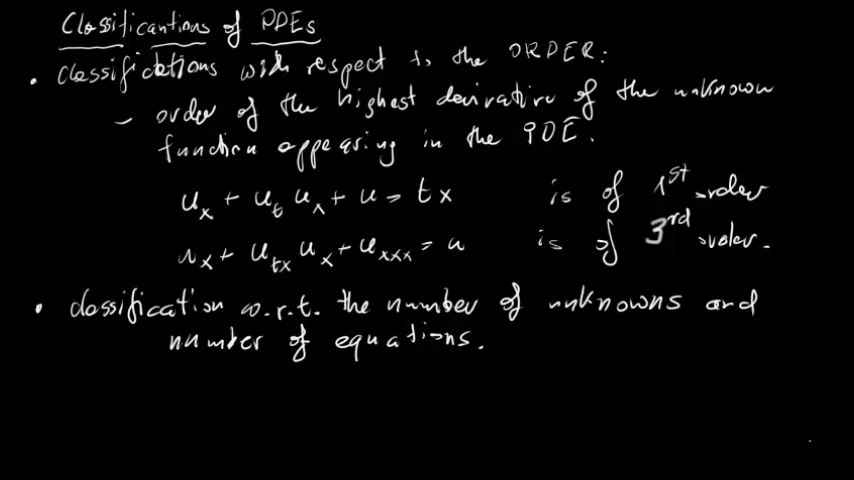 Classificantions of PDEs
• classifications with respect to the ORDER:
– order of the highest derivative of the unknown
function appearing in the PDE.
u_x + u_t u_x + u = tx is of 1st order
u_x + u_tx u_x + u_xxx = u is of 3rd order.
• classification w.r.t. the number of unknowns and
number of equations.